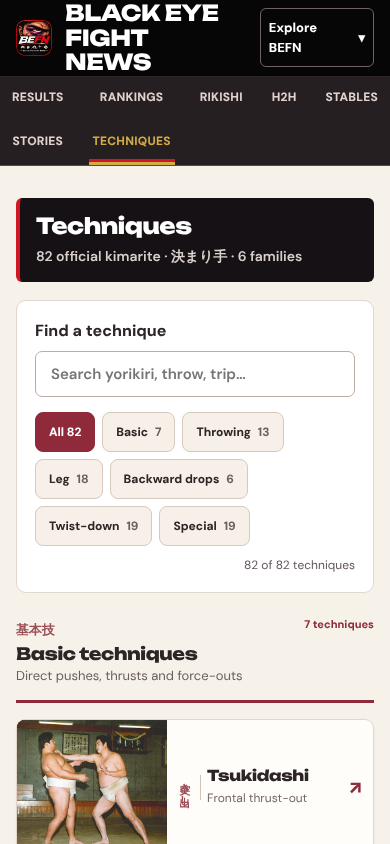 BLACK EYE
FIGHT
NEWS
Explore
BEFN ▾
RESULTS RANKINGS RIKISHI H2H STABLES
STORIES TECHNIQUES
Techniques
82 official kimarite · 決まり手 · 6 families
Find a technique
Search yorikiri, throw, trip…
All 82 Basic 7 Throwing 13
Leg 18 Backward drops 6
Twist-down 19 Special 19
82 of 82 techniques
基本技
7 techniques
Basic techniques
Direct pushes, thrusts and force-outs
Tsukidashi
Frontal thrust-out